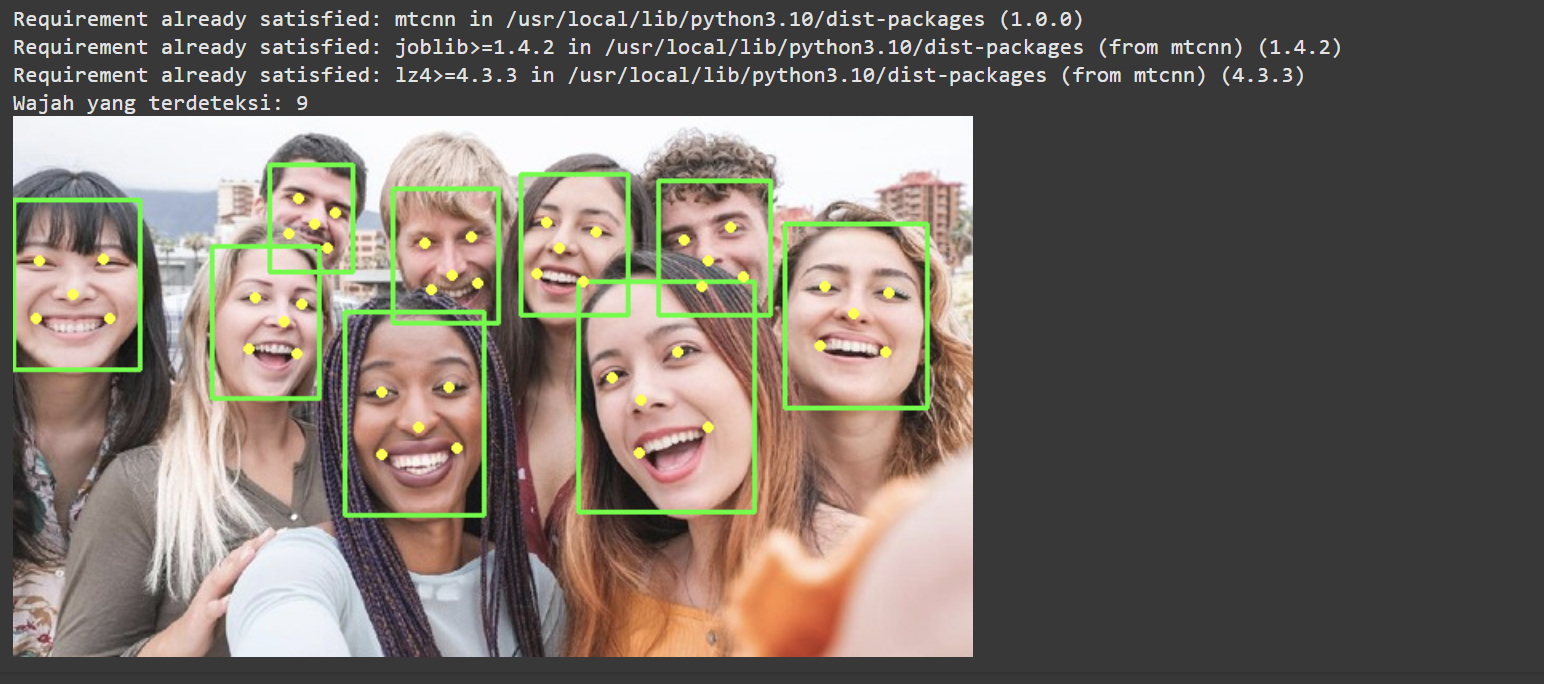 Requirement already satisfied: mtcnn in /usr/local/lib/python3.10/dist-packages (1.0.0)
Requirement already satisfied: joblib>=1.4.2 in /usr/local/lib/python3.10/dist-packages (from mtcnn) (1.4.2)
Requirement already satisfied: lz4>=4.3.3 in /usr/local/lib/python3.10/dist-packages (from mtcnn) (4.3.3)
Wajah yang terdeteksi: 9